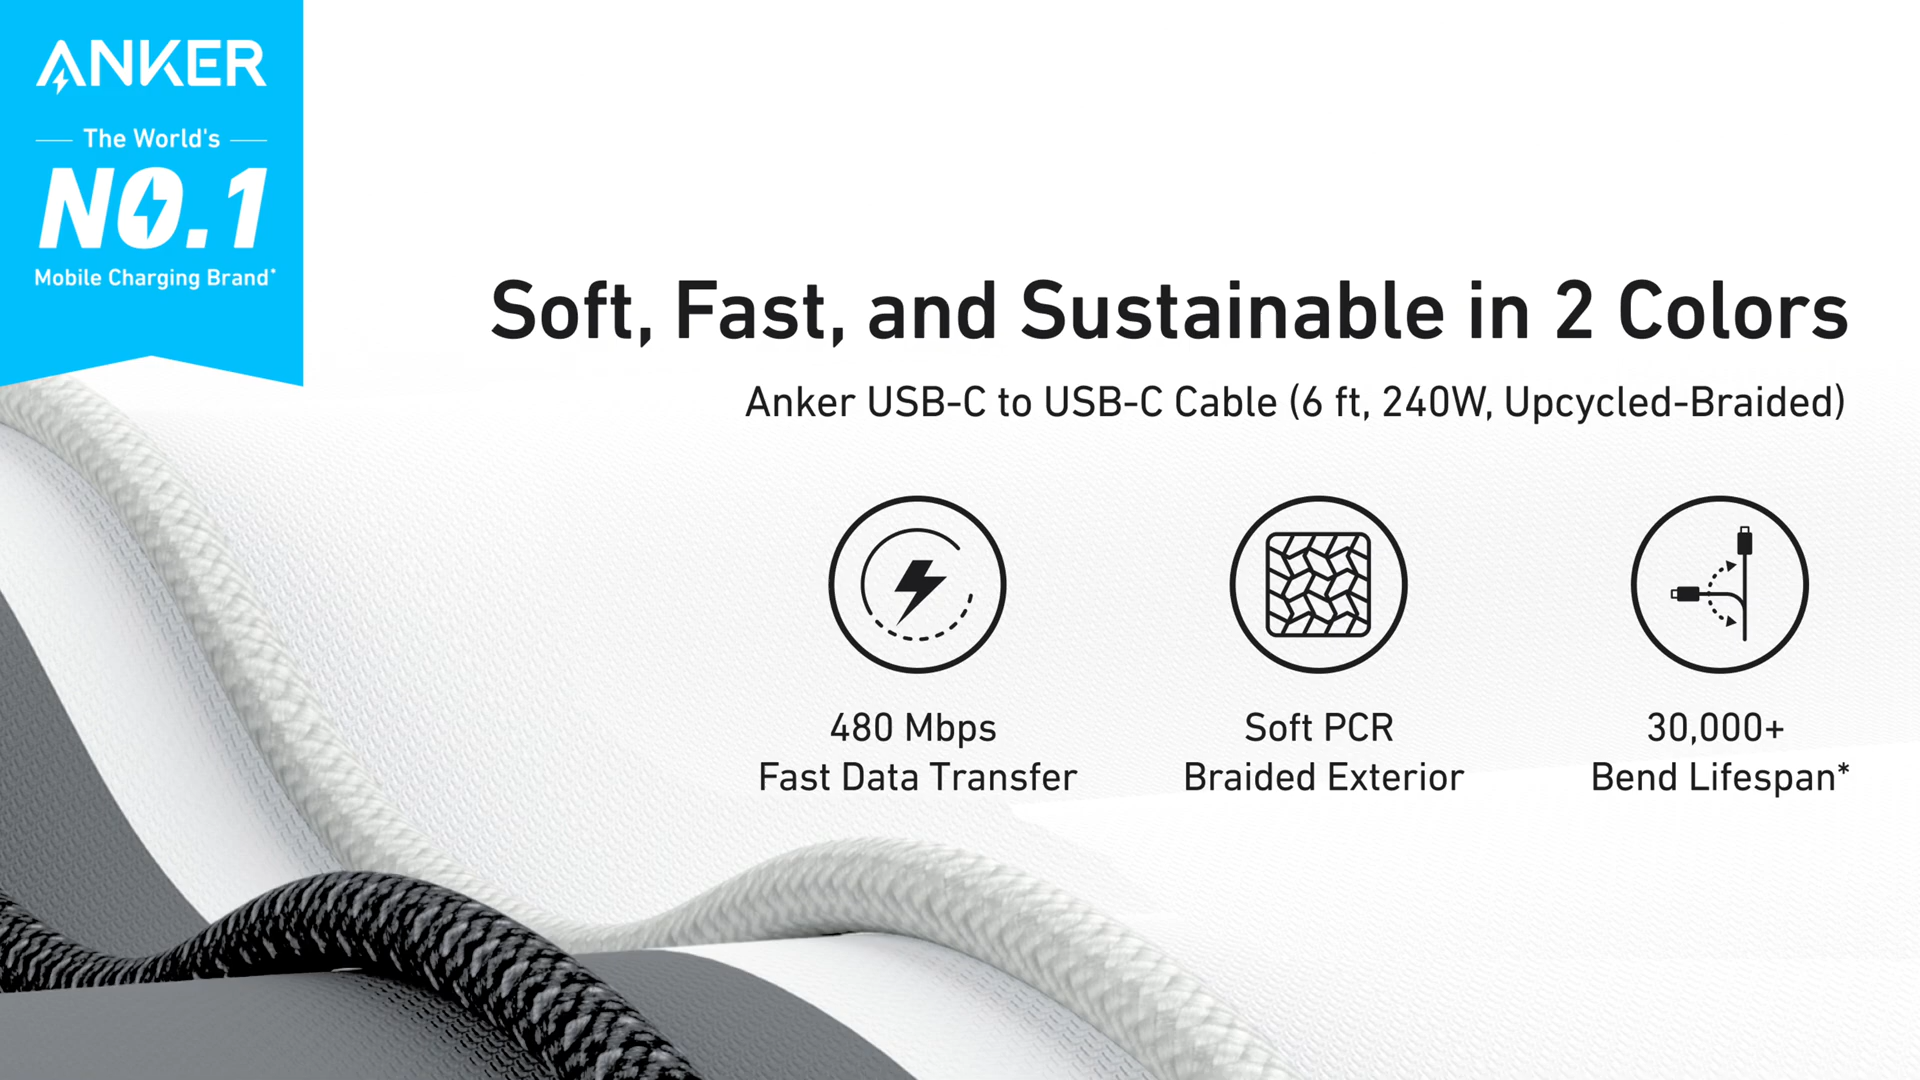 ANKER
The World's
NO.1
Mobile Charging Brand*
Soft, Fast, and Sustainable in 2 Colors
Anker USB-C to USB-C Cable (6 ft, 240W, Upcycled-Braided)
480 Mbps
Fast Data Transfer
Soft PCR
Braided Exterior
30,000+
Bend Lifespan*